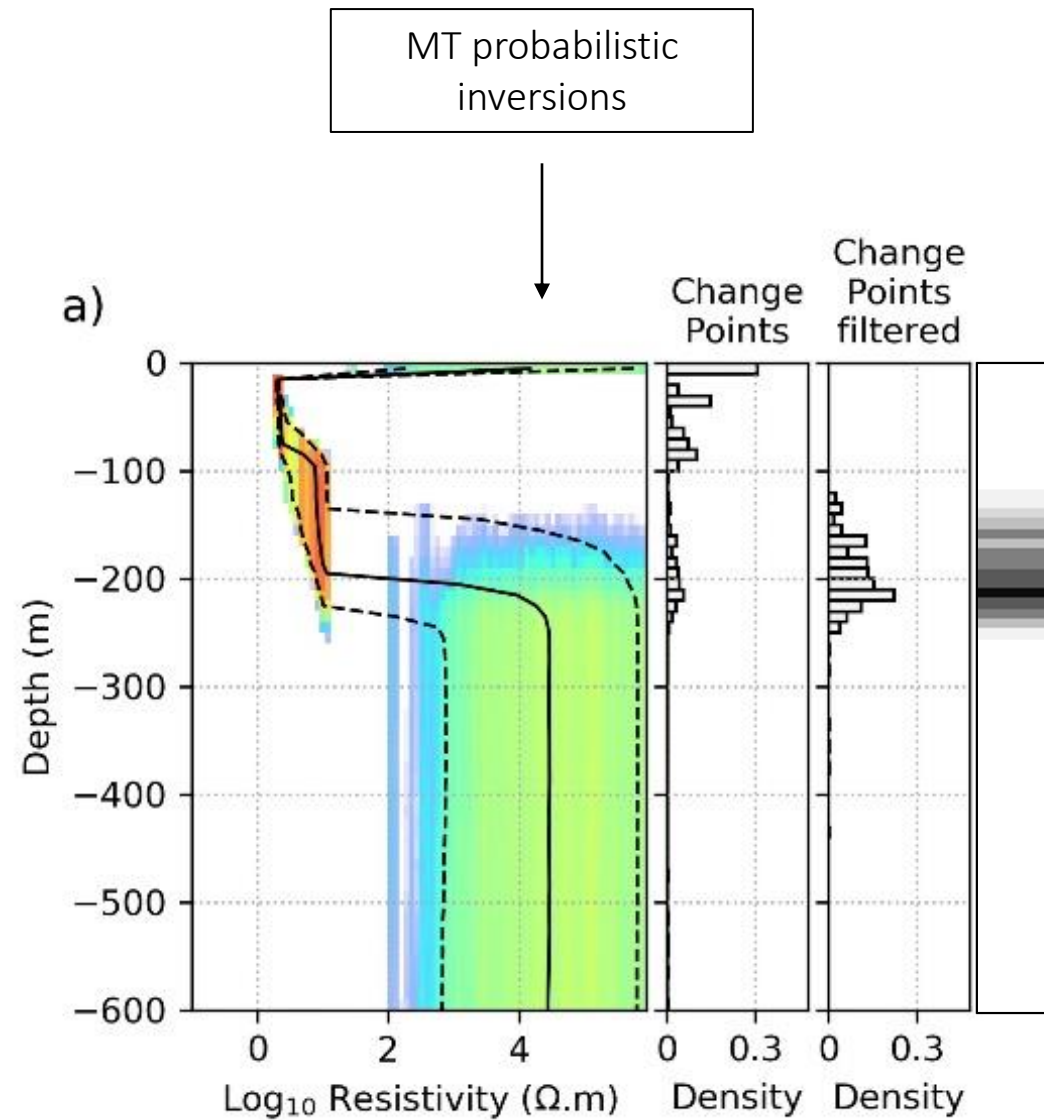 MT probabilistic
inversions
a)
Change
Points
Change
Points
filtered
0
−100
−200
−300
−400
−500
−600
Depth (m)
0 2 4
0 0.3
0 0.3
Log₁₀ Resistivity (Ω.m)
Density
Density